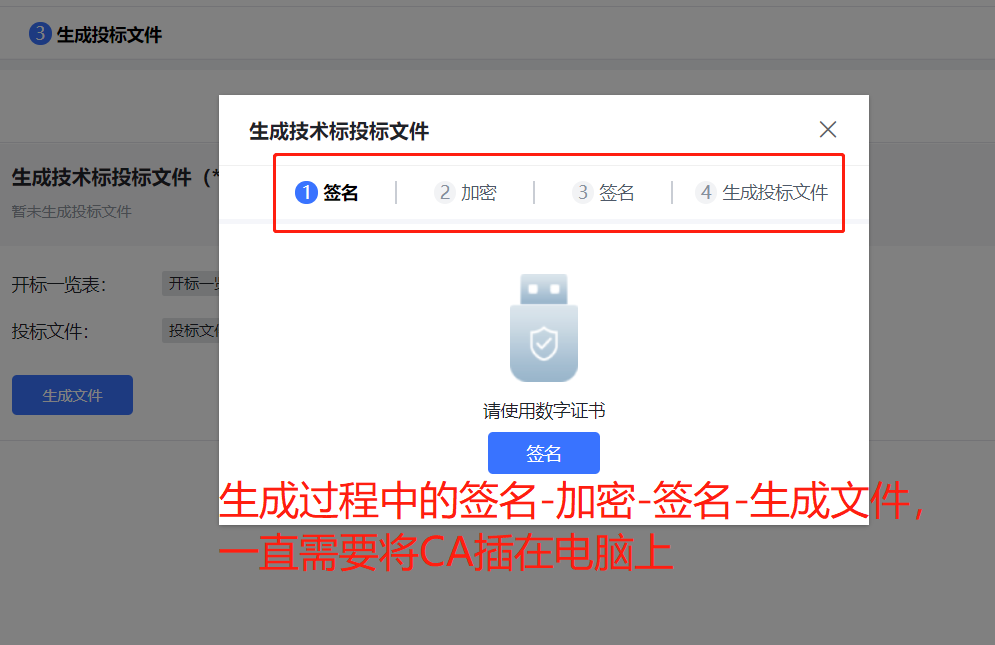 3 生成投标文件
生成技术标投标文件
生成技术标投标文件（*
1 签名 2 加密 3 签名 4 生成投标文件
暂未生成投标文件
开标一览表： 开标一览
投标文件： 投标文件
生成文件
请使用数字证书
签名
生成过程中的签名-加密-签名-生成文件，
一直需要将CA插在电脑上